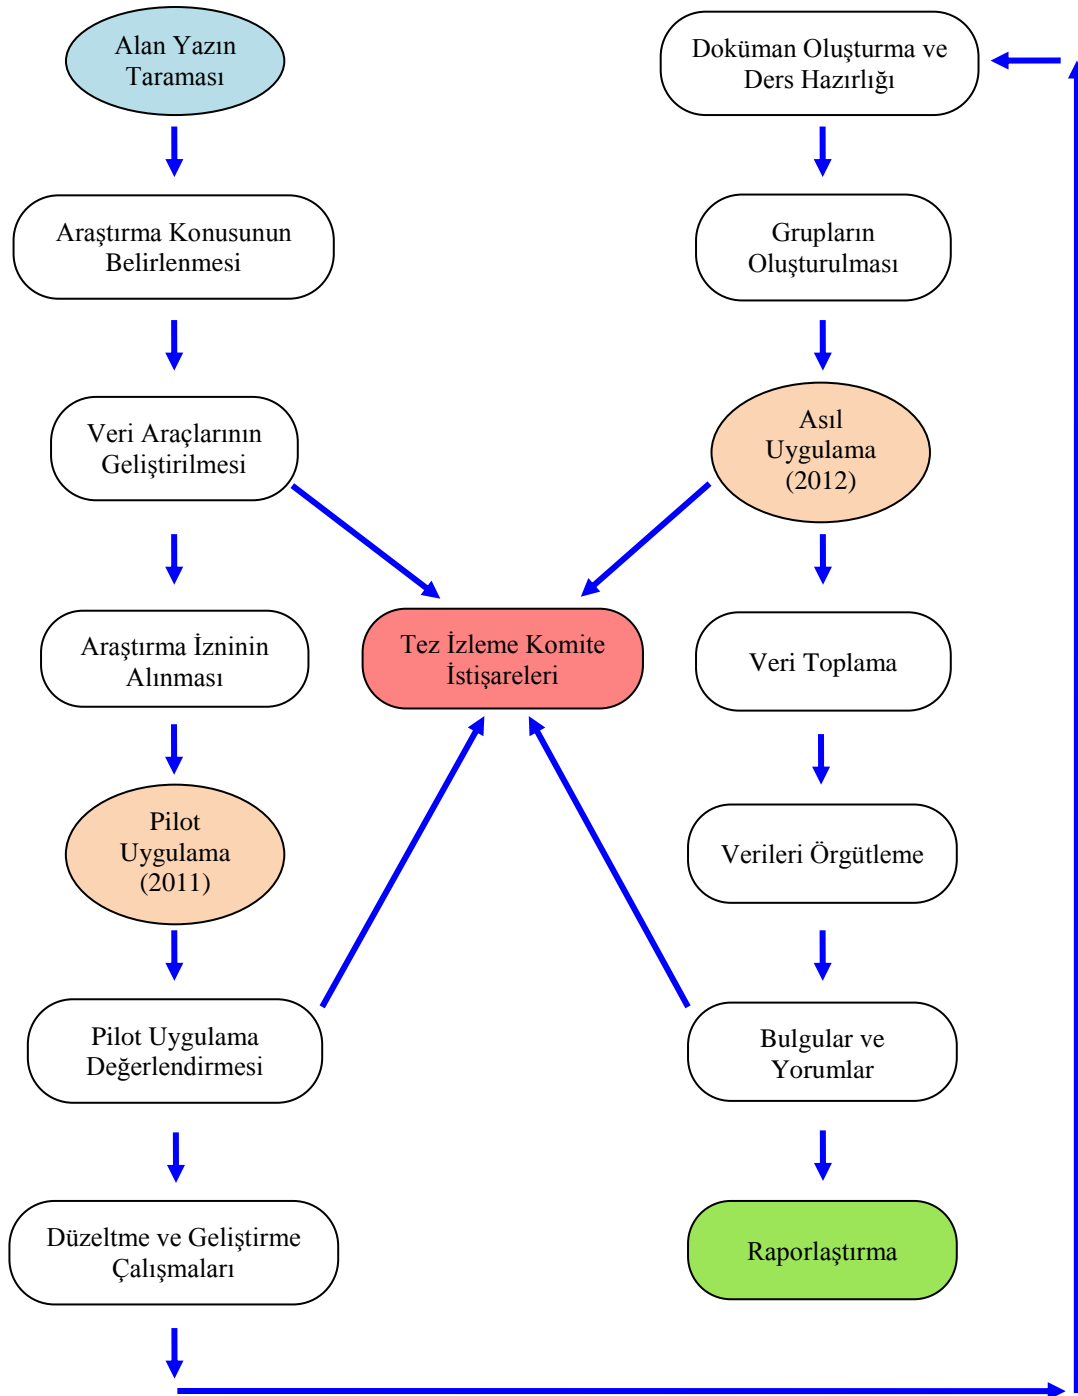 Alan Yazın
Taraması
Araştırma Konusunun
Belirlenmesi
Veri Araçlarının
Geliştirilmesi
Araştırma İzninin
Alınması
Pilot
Uygulama
(2011)
Pilot Uygulama
Değerlendirmesi
Düzeltme ve Geliştirme
Çalışmaları
Tez İzleme Komite
İstişareleri
Doküman Oluşturma ve
Ders Hazırlığı
Grupların
Oluşturulması
Asıl
Uygulama
(2012)
Veri Toplama
Verileri Örgütleme
Bulgular ve
Yorumlar
Raporlaştırma